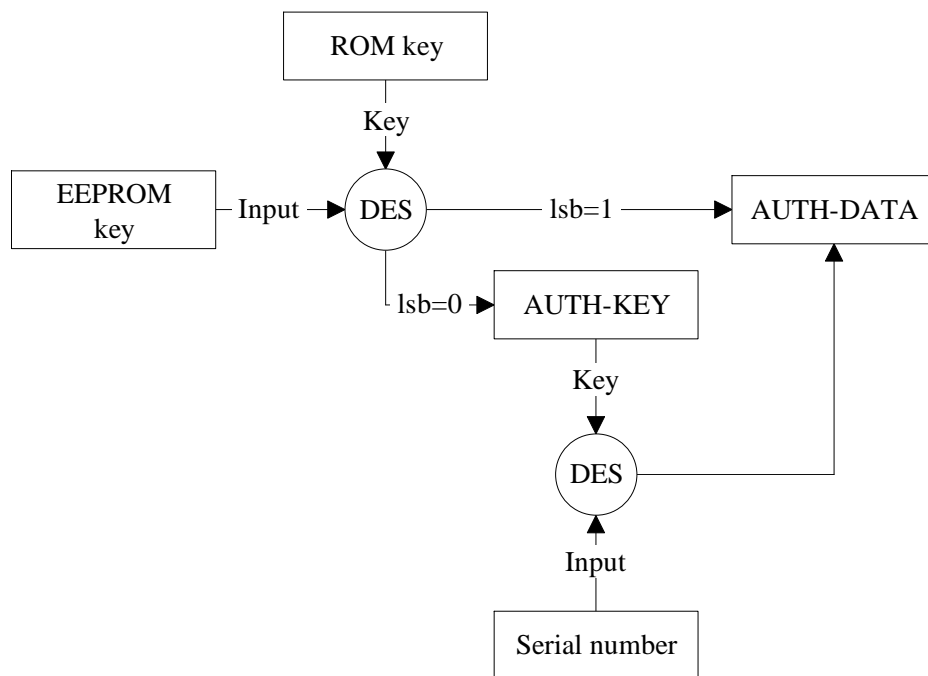 ROM key
Key
EEPROM
key
Input
DES
lsb=1
AUTH-DATA
lsb=0
AUTH-KEY
Key
DES
Input
Serial number